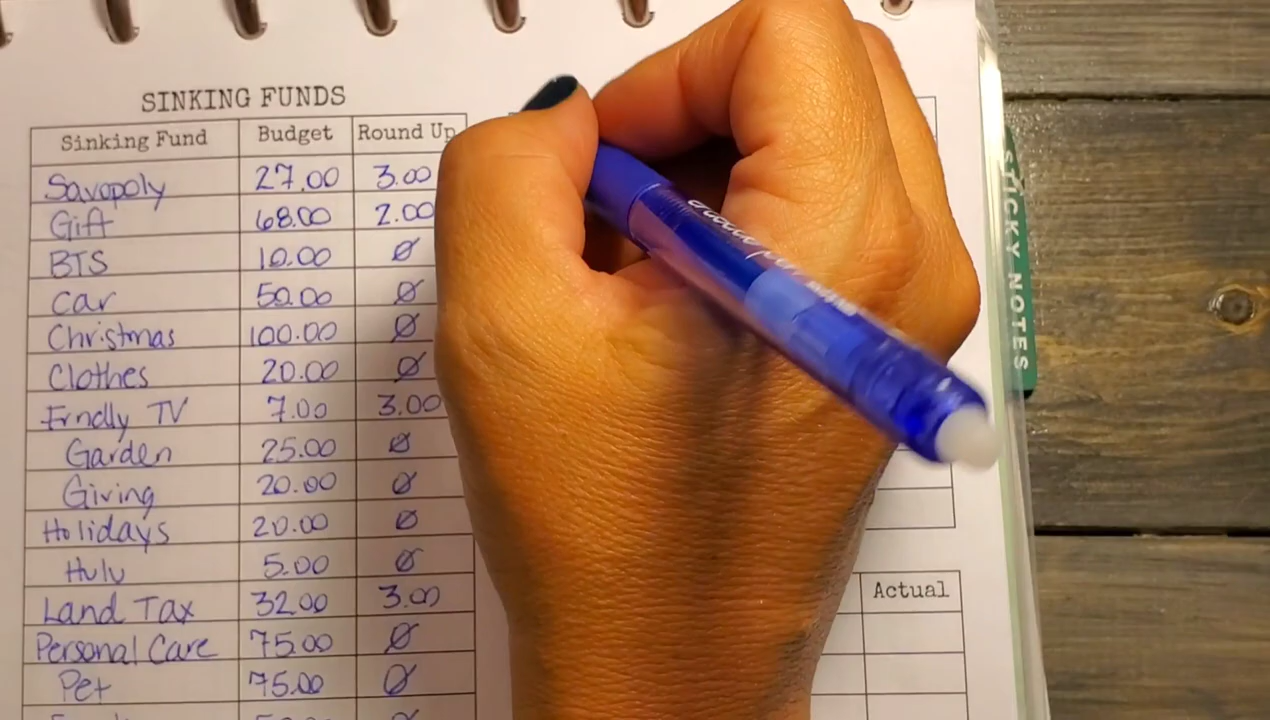 SINKING FUNDS
Sinking Fund Budget Round Up
Savopoly 27.00 3.00
Gift 68.00 2.00
BTS 10.00 Ø
Car 50.00 Ø
Christmas 100.00 Ø
Clothes 20.00 Ø
Frndly TV 7.00 3.00
Garden 25.00 Ø
Giving 20.00 Ø
Holidays 20.00 Ø
Hulu 5.00 Ø
Land Tax 32.00 3.00
Personal Care 75.00 Ø
Pet 75.00 Ø
Actual
STICKY NOTES